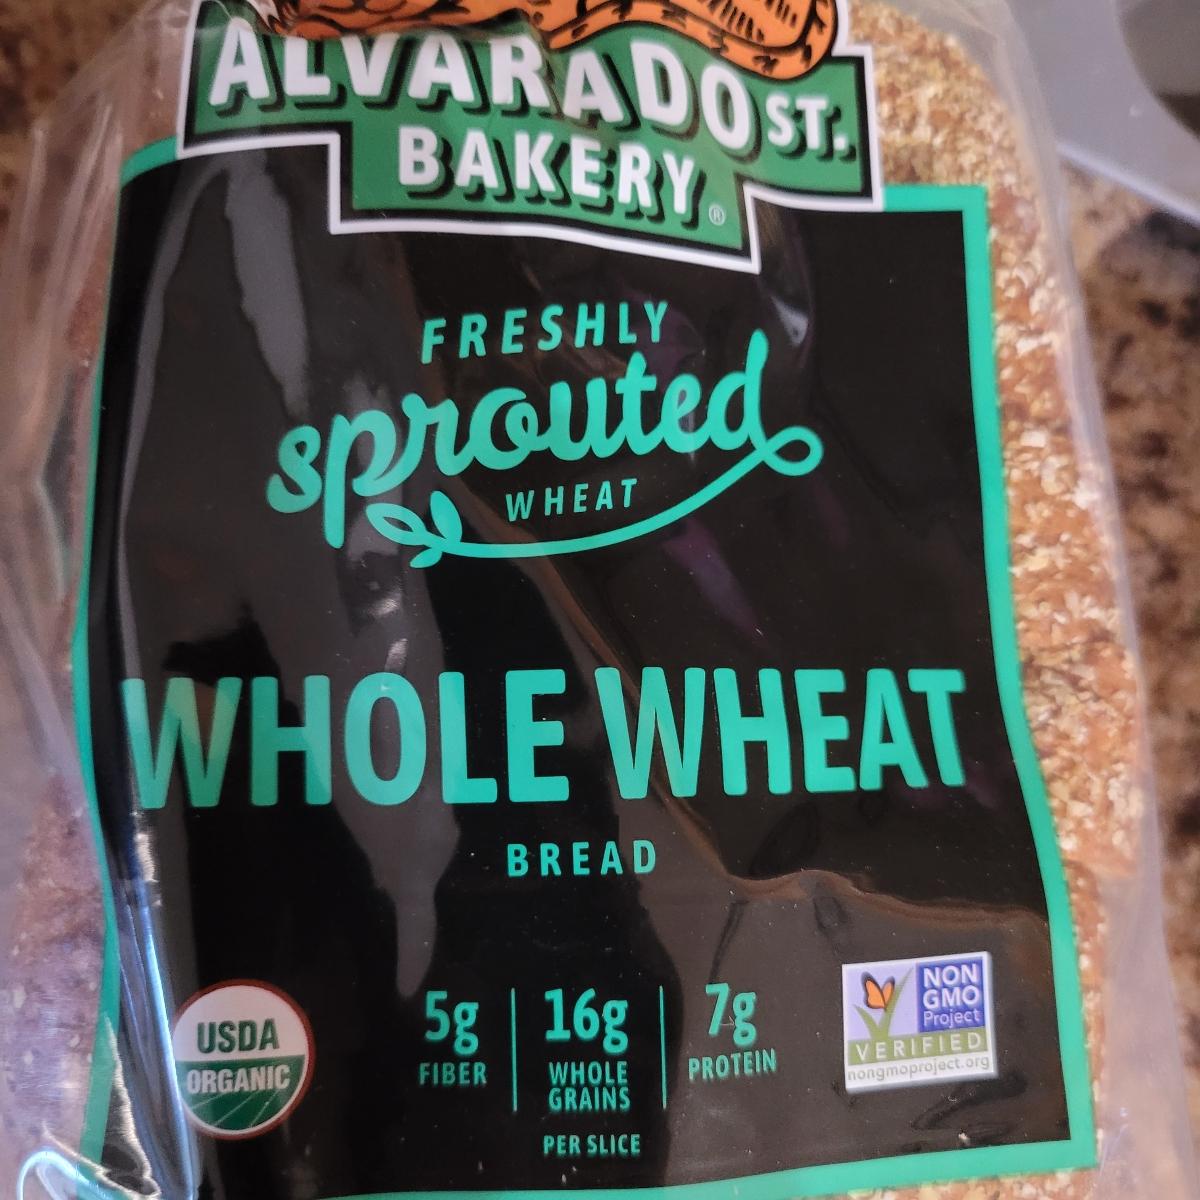 ALVARADO ST.
BAKERY®
FRESHLY
sprouted
WHEAT
WHOLE WHEAT
BREAD
USDA
ORGANIC
5g
FIBER
16g
WHOLE
GRAINS
7g
PROTEIN
PER SLICE
NON
GMO
Project
VERIFIED
nongmoproject.org